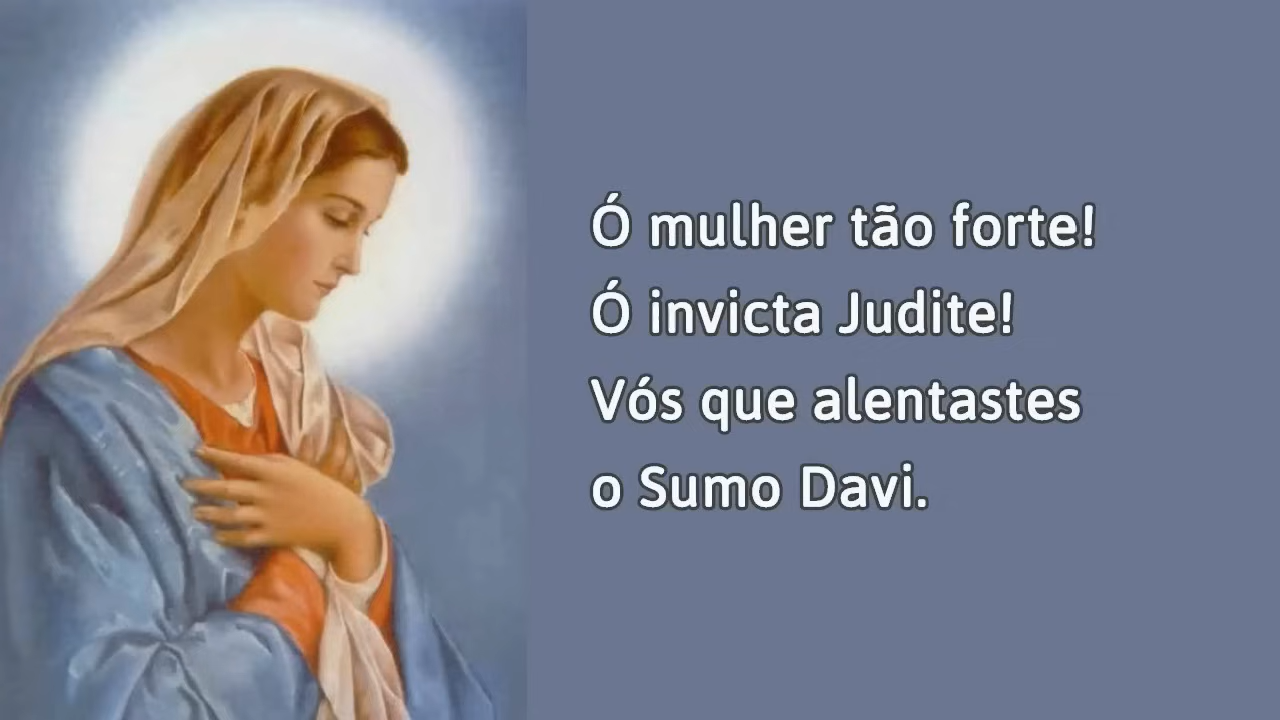 Ó mulher tão forte!
Ó invicta Judite!
Vós que alentastes
o Sumo Davi.